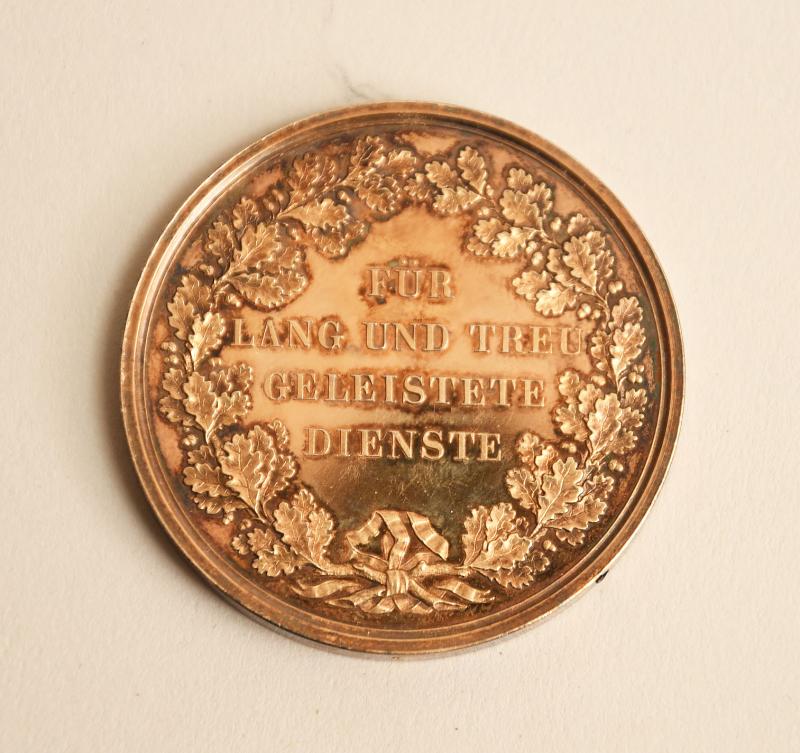 FÜR
LANG UND TREU
GELEISTETE
DIENSTE